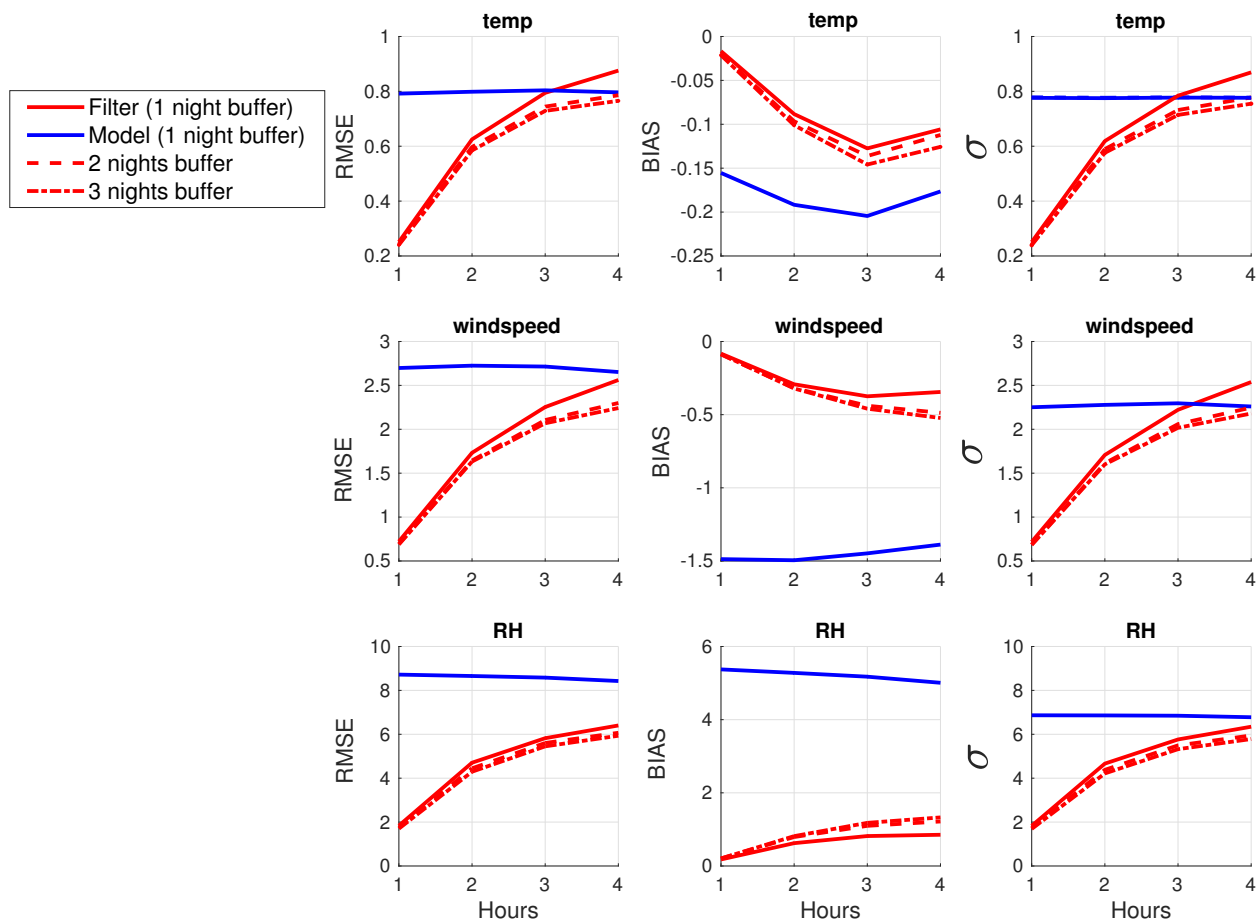 Filter (1 night buffer)
Model (1 night buffer)
2 nights buffer
3 nights buffer
temp
RMSE
1
0.8
0.6
0.4
0.2
1 2 3 4
temp
BIAS
0
-0.05
-0.1
-0.15
-0.2
-0.25
1 2 3 4
temp
σ
1
0.8
0.6
0.4
0.2
1 2 3 4
windspeed
RMSE
3
2.5
2
1.5
1
0.5
1 2 3 4
windspeed
BIAS
0
-0.5
-1
-1.5
1 2 3 4
windspeed
σ
3
2.5
2
1.5
1
0.5
1 2 3 4
RH
RMSE
10
8
6
4
2
0
1 2 3 4
Hours
RH
BIAS
6
4
2
0
1 2 3 4
Hours
RH
σ
10
8
6
4
2
0
1 2 3 4
Hours